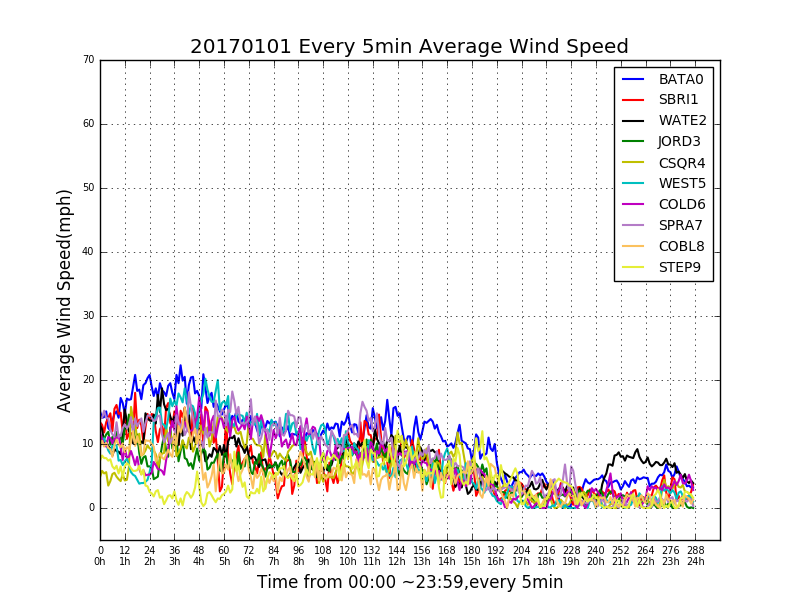 20170101 Every 5min Average Wind Speed
70
60
50
40
30
20
10
0
Average Wind Speed(mph)
BATA0
SBRI1
WATE2
JORD3
CSQR4
WEST5
COLD6
SPRA7
COBL8
STEP9
0 12 24 36 48 60 72 84 96 108 120 132 144 156 168 180 192 204 216 228 240 252 264 276 288
0h 1h 2h 3h 4h 5h 6h 7h 8h 9h 10h 11h 12h 13h 14h 15h 16h 17h 18h 19h 20h 21h 22h 23h 24h
Time from 00:00 ~23:59,every 5min